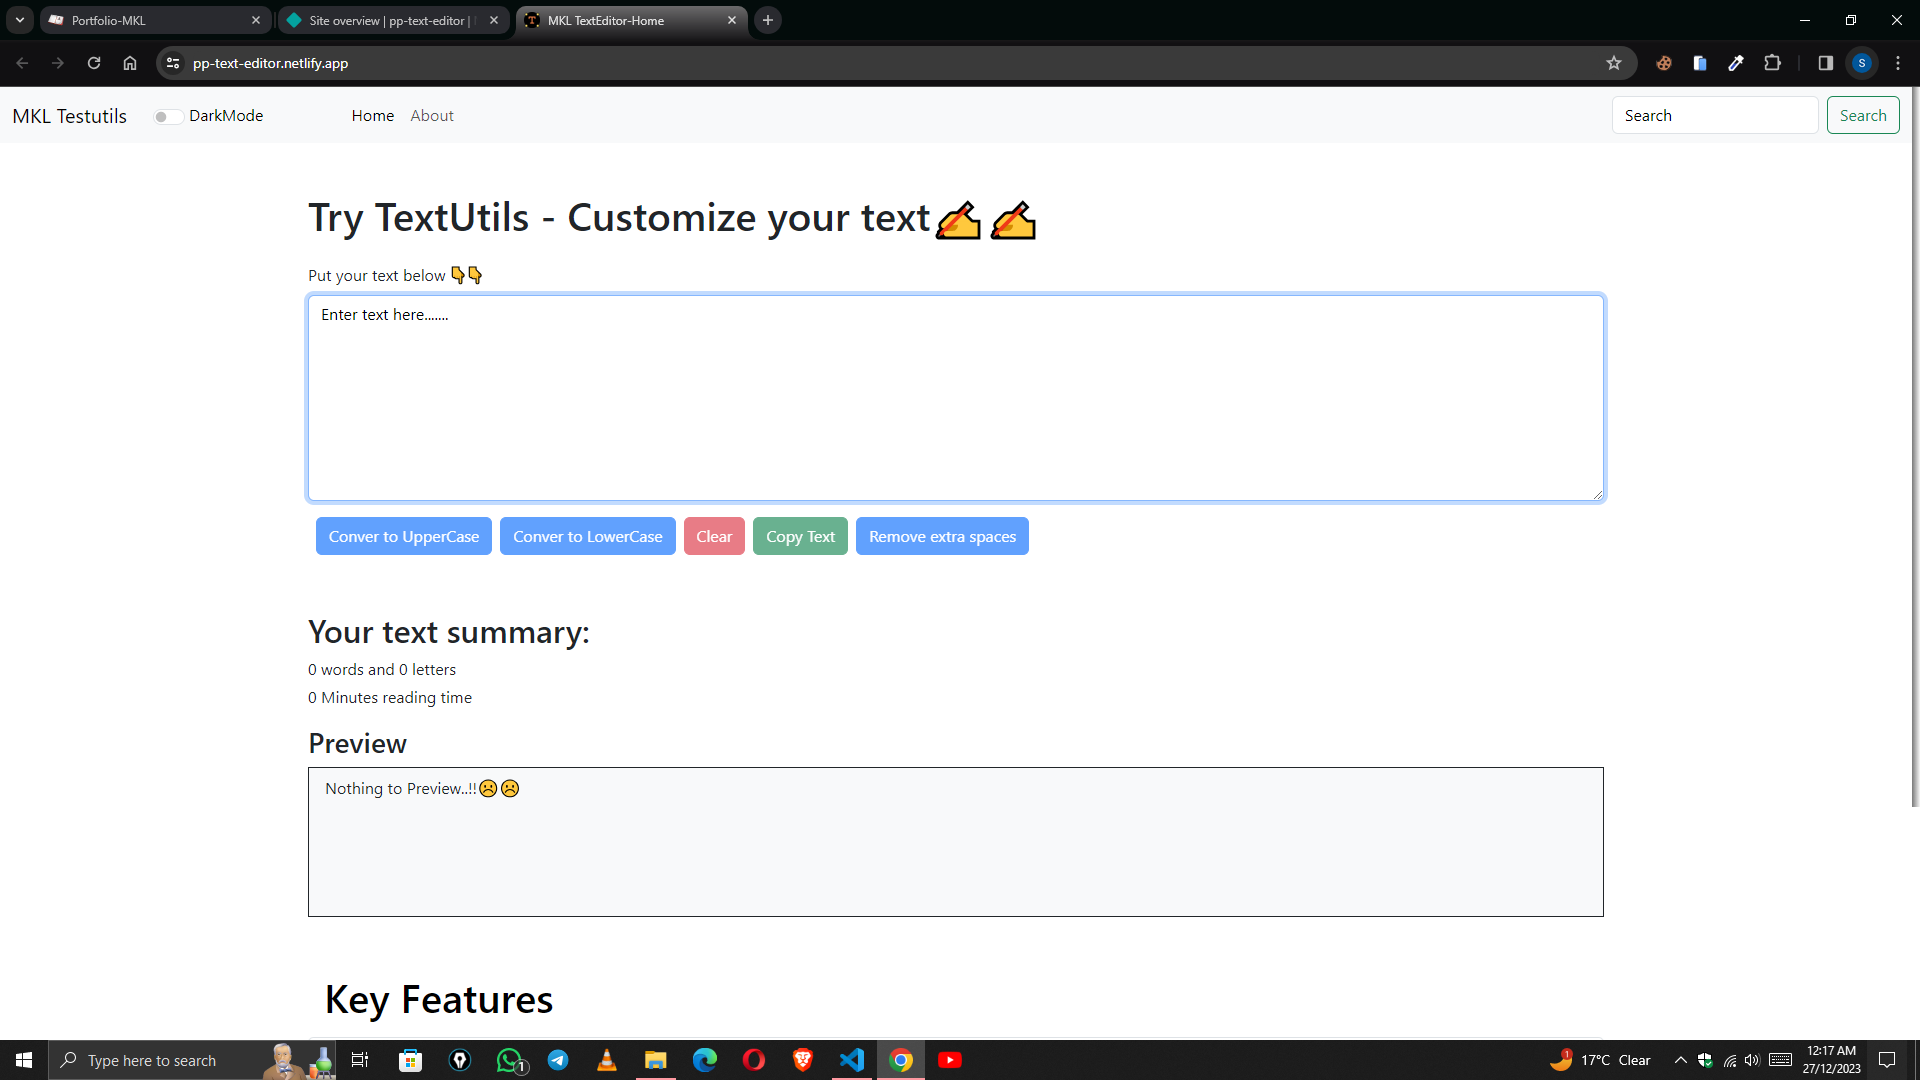 Portfolio-MKL
Site overview | pp-text-editor |
MKL TextEditor-Home
pp-text-editor.netlify.app
S
MKL Testutils
DarkMode
Home
About
Search
Search
Try TextUtils - Customize your text✍️✍️
Put your text below 👇👇
Enter text here.......
Conver to UpperCase
Conver to LowerCase
Clear
Copy Text
Remove extra spaces
Your text summary:
0 words and 0 letters
0 Minutes reading time
Preview
Nothing to Preview..!!☹️☹️
Key Features
Type here to search
1
1
17°C Clear
12:17 AM
27/12/2023